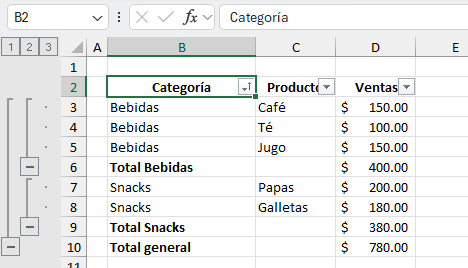 B2 fx Categoría
1 2 3 A B C D E
1
2 Categoría Producto Ventas
3 Bebidas Café $ 150.00
4 Bebidas Té $ 100.00
5 Bebidas Jugo $ 150.00
6 Total Bebidas $ 400.00
7 Snacks Papas $ 200.00
8 Snacks Galletas $ 180.00
9 Total Snacks $ 380.00
10 Total general $ 780.00
11